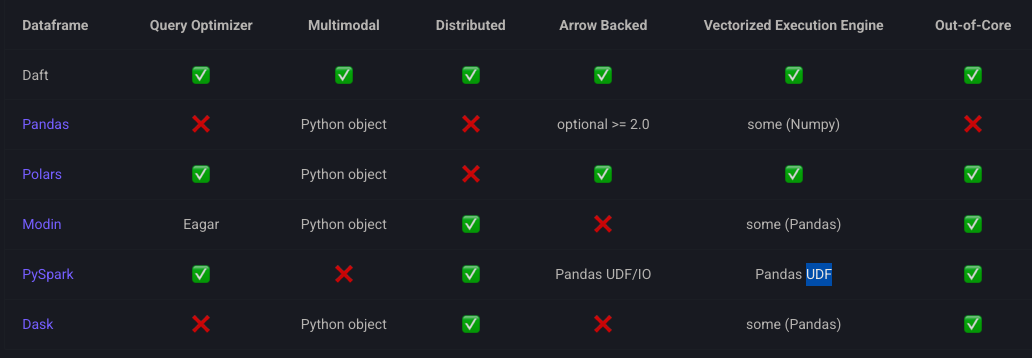 Dataframe Query Optimizer Multimodal Distributed Arrow Backed Vectorized Execution Engine Out-of-Core
Daft ✅ ✅ ✅ ✅ ✅ ✅
Pandas ❌ Python object ❌ optional >= 2.0 some (Numpy) ❌
Polars ✅ Python object ❌ ✅ ✅ ✅
Modin Eagar Python object ✅ ❌ some (Pandas) ✅
PySpark ✅ ❌ ✅ Pandas UDF/IO Pandas UDF ✅
Dask ❌ Python object ✅ ❌ some (Pandas) ✅